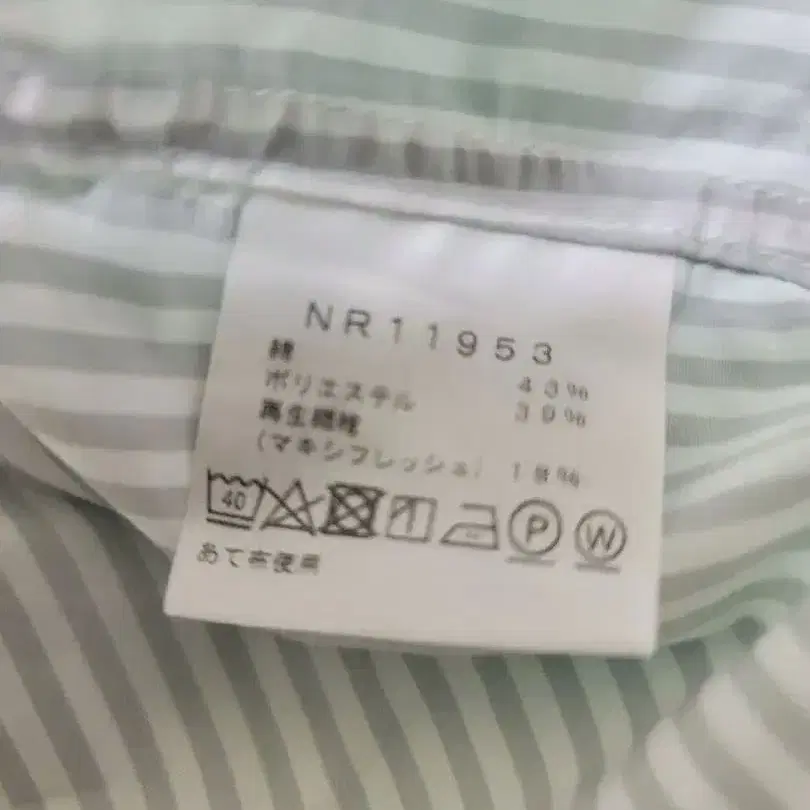 NR11953
綿 43%
ポリエステル 39%
再生繊維
(マキシフレッシュ) 18%
40
P W
あて布使用